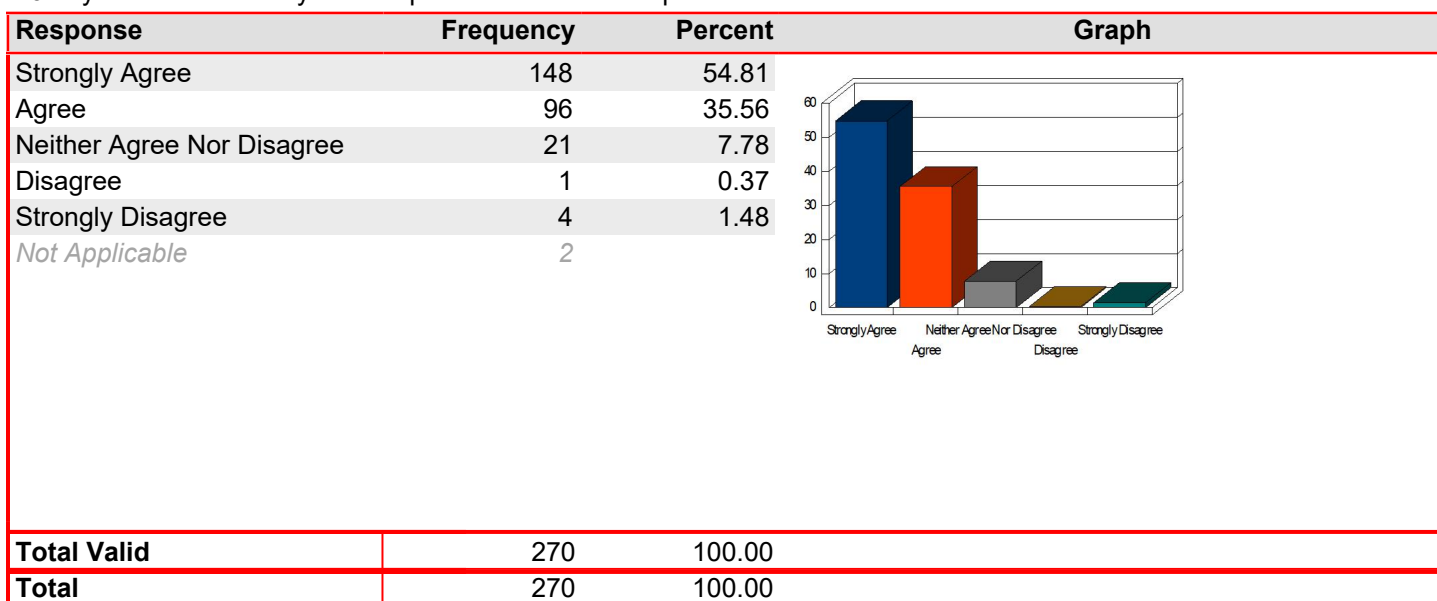 Response Frequency Percent Graph
Strongly Agree 148 54.81
Agree 96 35.56
Neither Agree Nor Disagree 21 7.78
Disagree 1 0.37
Strongly Disagree 4 1.48
Not Applicable 2
60
50
40
30
20
10
0
Strongly Agree Neither Agree Nor Disagree Strongly Disagree
Agree Disagree
Total Valid 270 100.00
Total 270 100.00